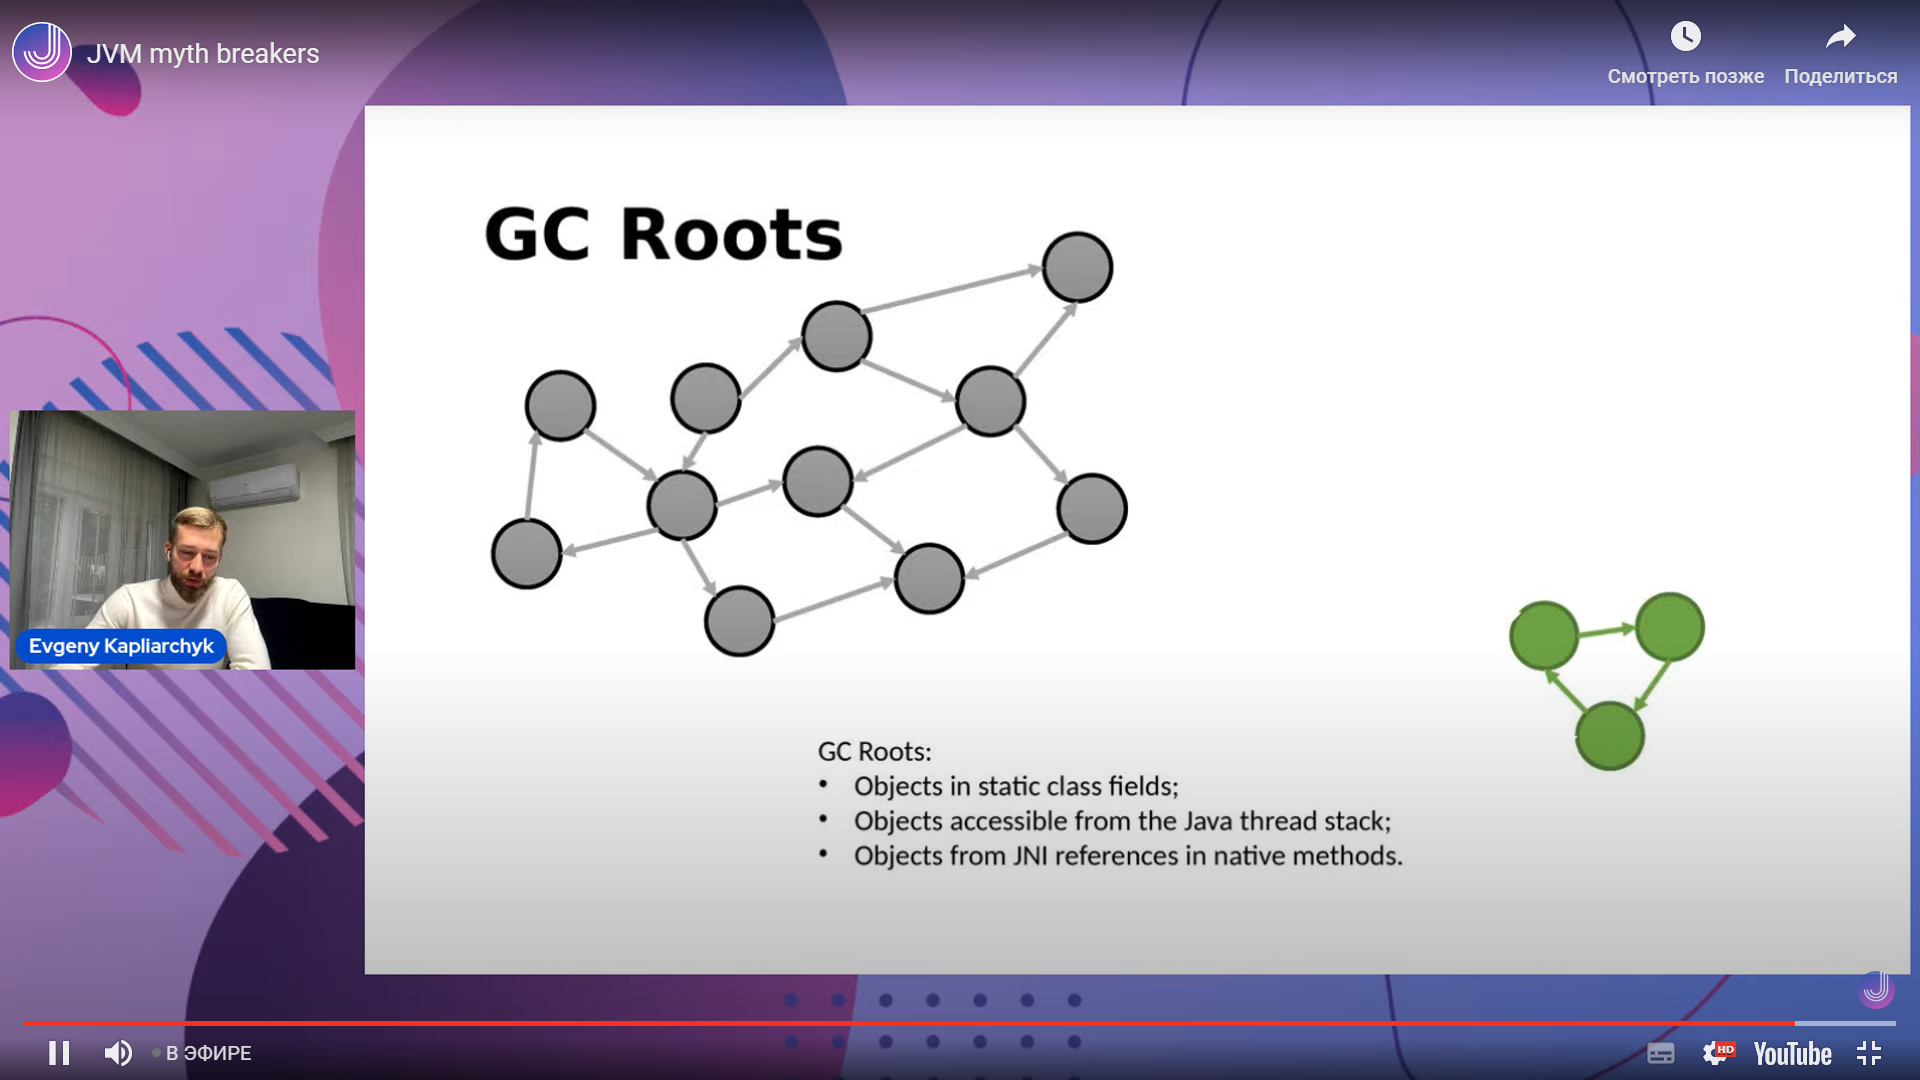 JVM myth breakers
Смотреть позже
Поделиться
GC Roots
Evgeny Kapliarchyk
GC Roots:
• Objects in static class fields;
• Objects accessible from the Java thread stack;
• Objects from JNI references in native methods.
В ЭФИРЕ
HD
YouTube